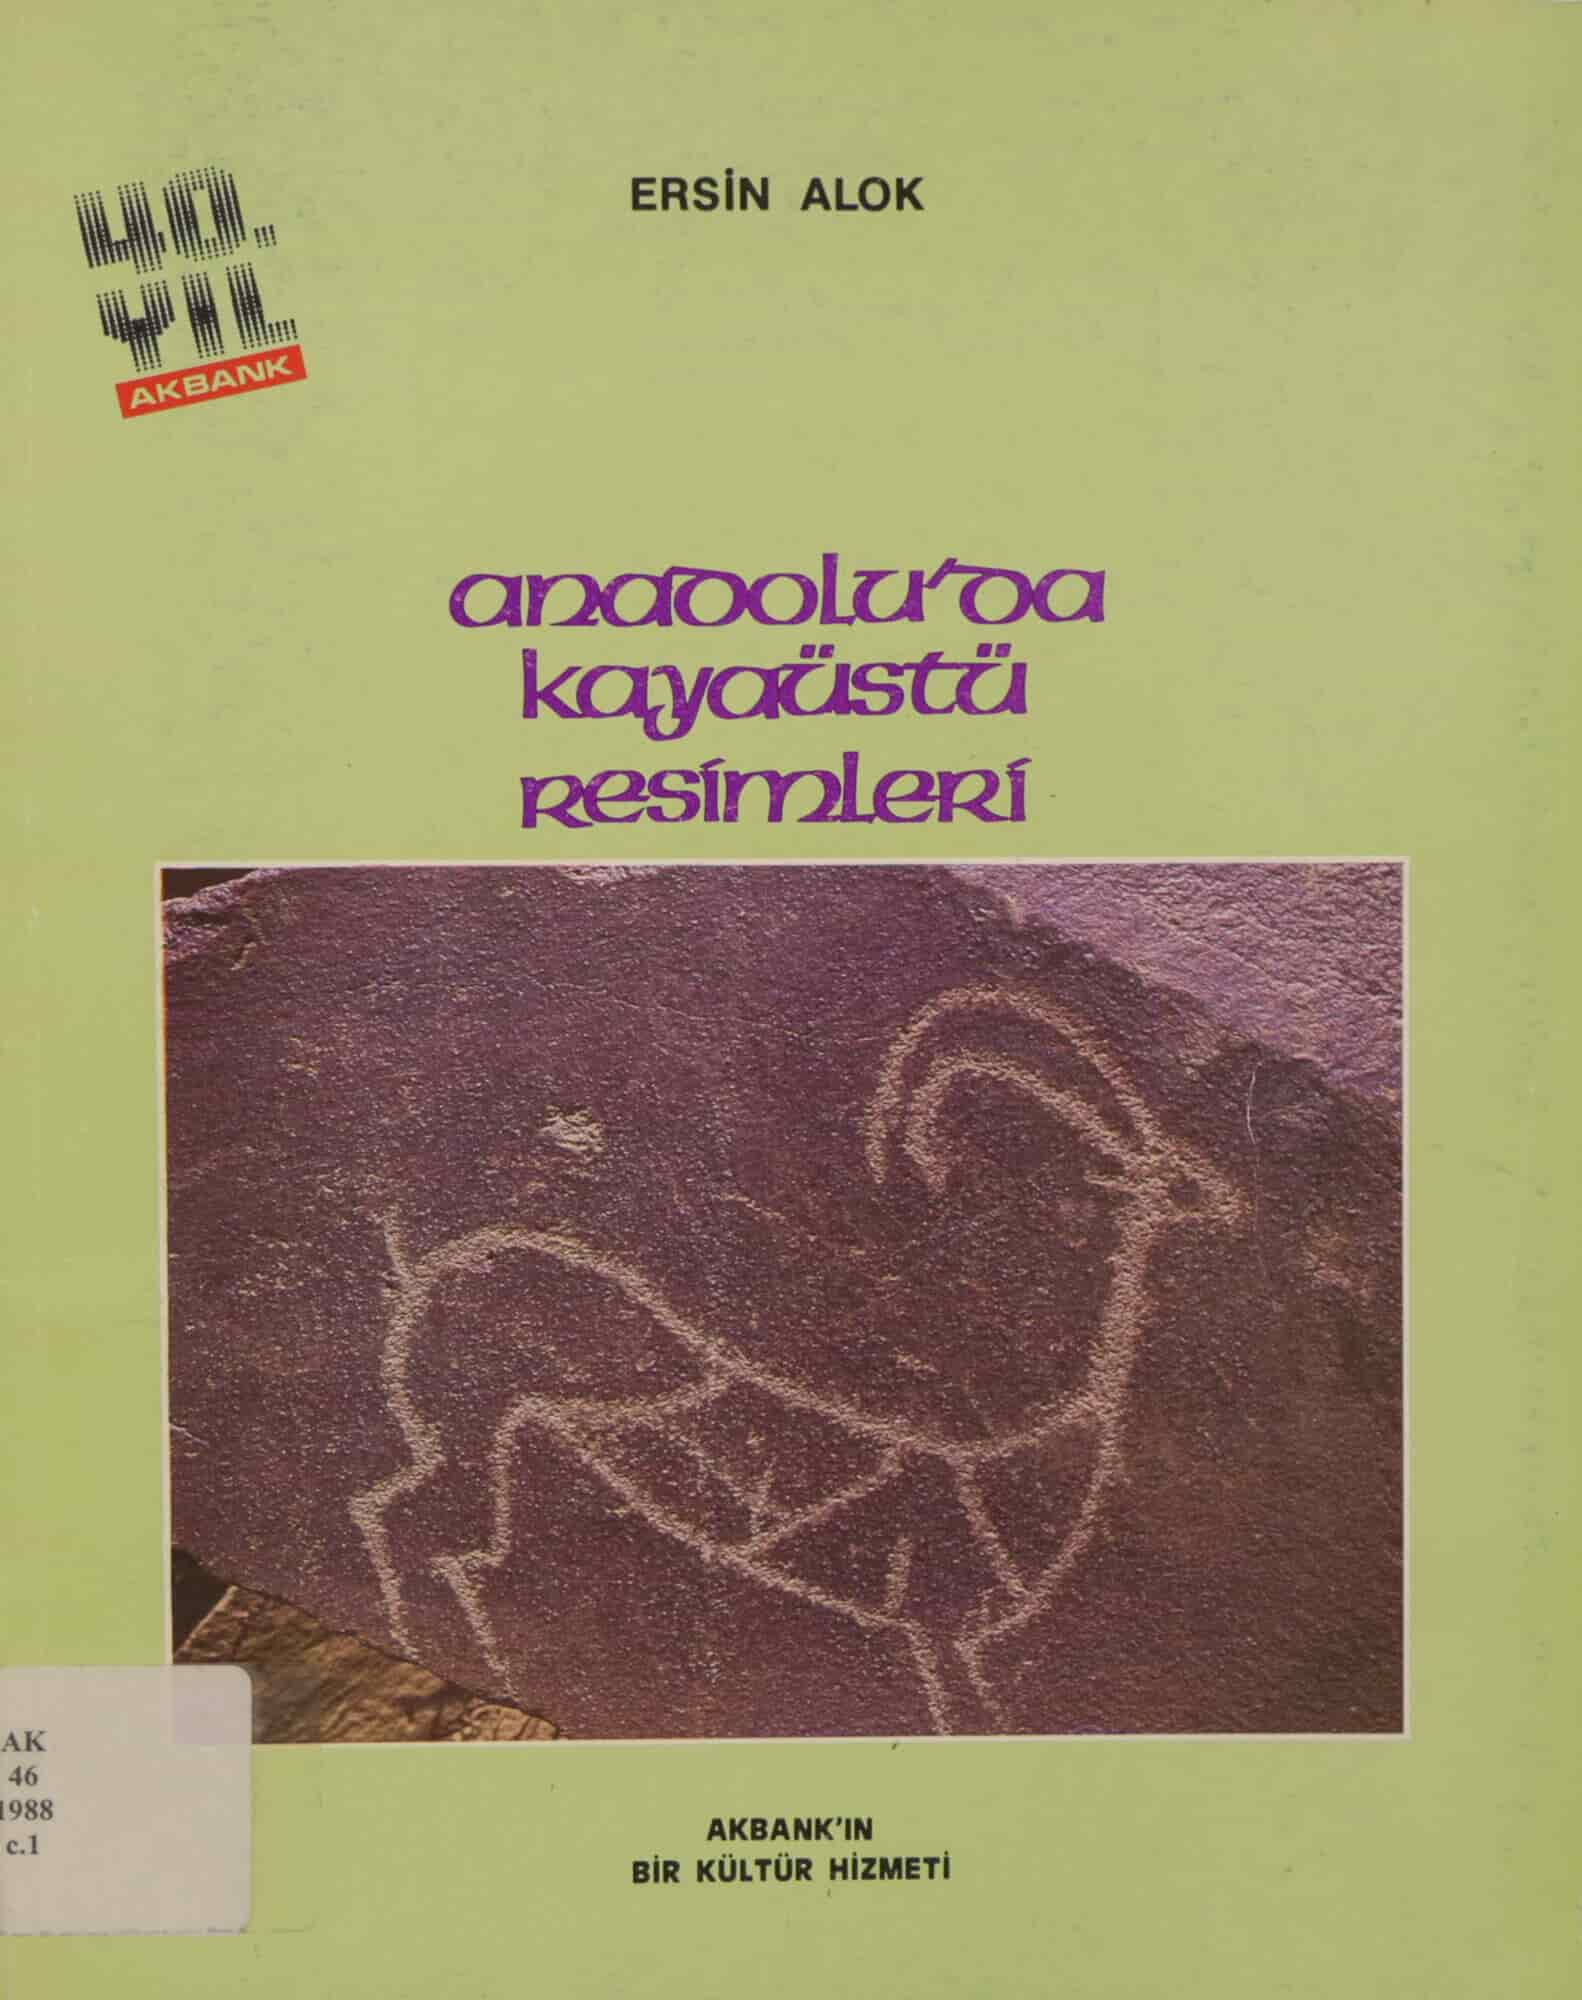 ERSİN ALOK
40.
YIL
AKBANK
anadolu'da
kayaüstü
resimleri
AK
46
1988
c.1
AKBANK'IN
BİR KÜLTÜR HİZMETİ